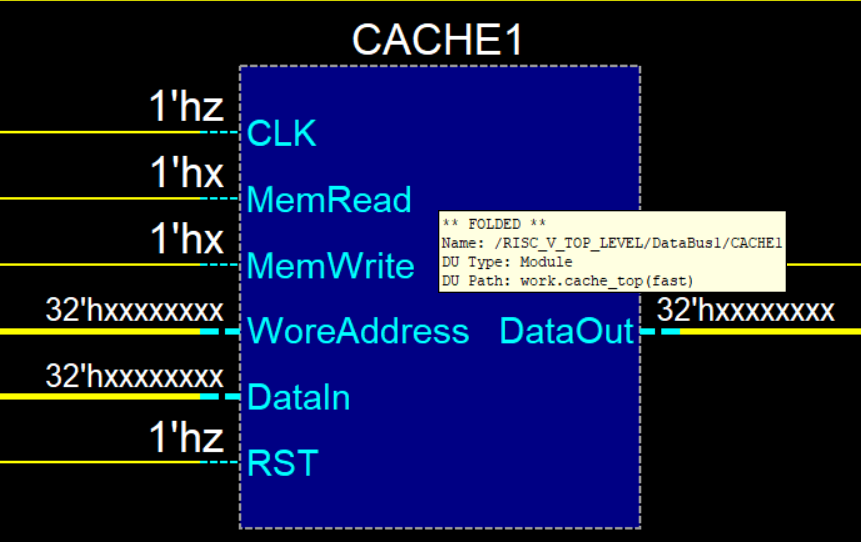 CACHE1
1'hz
CLK
1'hx
MemRead
** FOLDED **
Name: /RISC_V_TOP_LEVEL/DataBus1/CACHE1
DU Type: Module
DU Path: work.cache_top(fast)
1'hx
MemWrite
32'hxxxxxxxx
WoreAddress
DataOut
32'hxxxxxxxx
32'hxxxxxxxx
DataIn
1'hz
RST